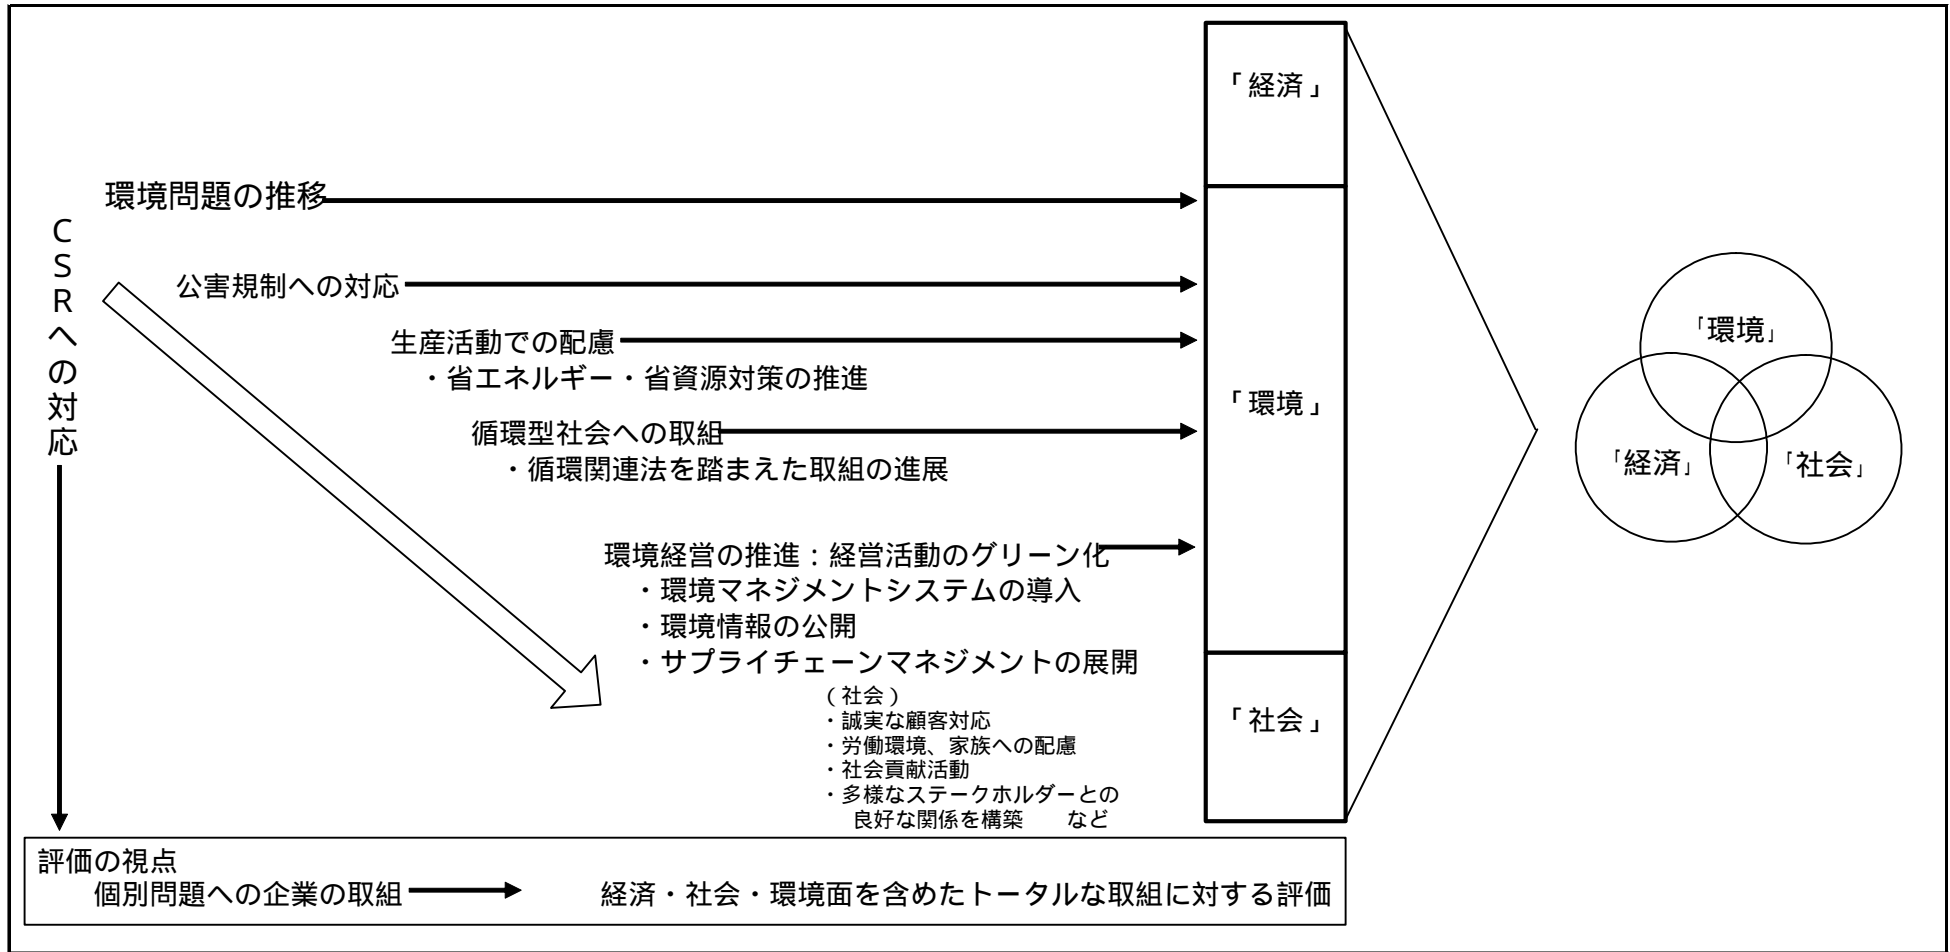 環境問題の推移
CSRへの対応
公害規制への対応
生産活動での配慮
・省エネルギー・省資源対策の推進
循環型社会への取組
・循環関連法を踏まえた取組の進展
環境経営の推進：経営活動のグリーン化
・環境マネジメントシステムの導入
・環境情報の公開
・サプライチェーンマネジメントの展開
（社会）
・誠実な顧客対応
・労働環境、家族への配慮
・社会貢献活動
・多様なステークホルダーとの
良好な関係を構築　　など
「経済」
「環境」
「社会」
「環境」
「経済」
「社会」
評価の視点
個別問題への企業の取組
経済・社会・環境面を含めたトータルな取組に対する評価